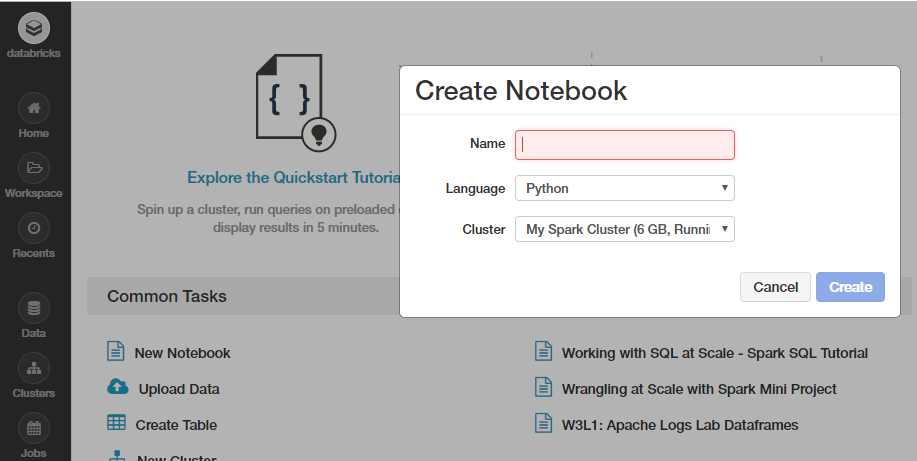 databricks
Home
Workspace
Recents
Data
Clusters
Jobs
{ }
Explore the Quickstart Tutoria
Spin up a cluster, run queries on preloaded
display results in 5 minutes.
Create Notebook
Name
Language Python
Cluster My Spark Cluster (6 GB, Runni
Cancel Create
Common Tasks
New Notebook
Upload Data
Create Table
New Cluster
Working with SQL at Scale - Spark SQL Tutorial
Wrangling at Scale with Spark Mini Project
W3L1: Apache Logs Lab Dataframes